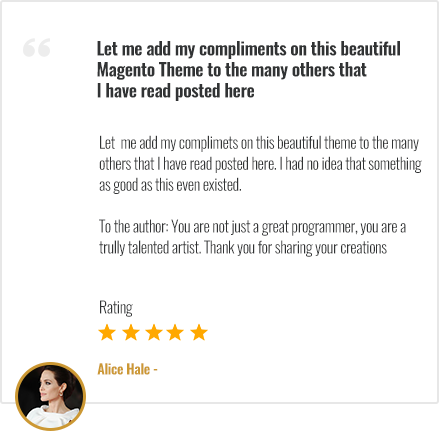 Let me add my compliments on this beautiful
Magento Theme to the many others that
I have read posted here
Let me add my complimets on this beautiful theme to the many
others that I have read posted here. I had no idea that something
as good as this even existed.
To the author: You are not just a great programmer, you are a
trully talented artist. Thank you for sharing your creations
Rating
Alice Hale -